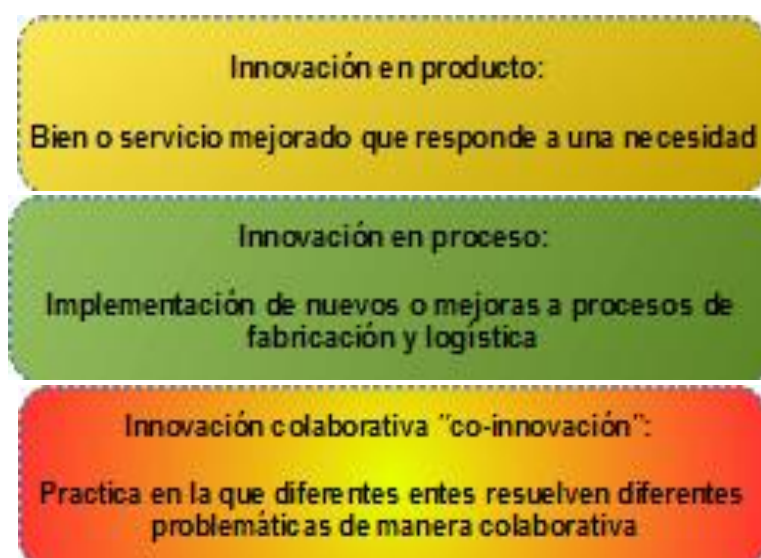 Innovación en producto:
Bien o servicio mejorado que responde a una necesidad
Innovación en proceso:
Implementación de nuevos o mejoras a procesos de
fabricación y logística
Innovación colaborativa "co-innovación":
Practica en la que diferentes entes resuelven diferentes
problemáticas de manera colaborativa